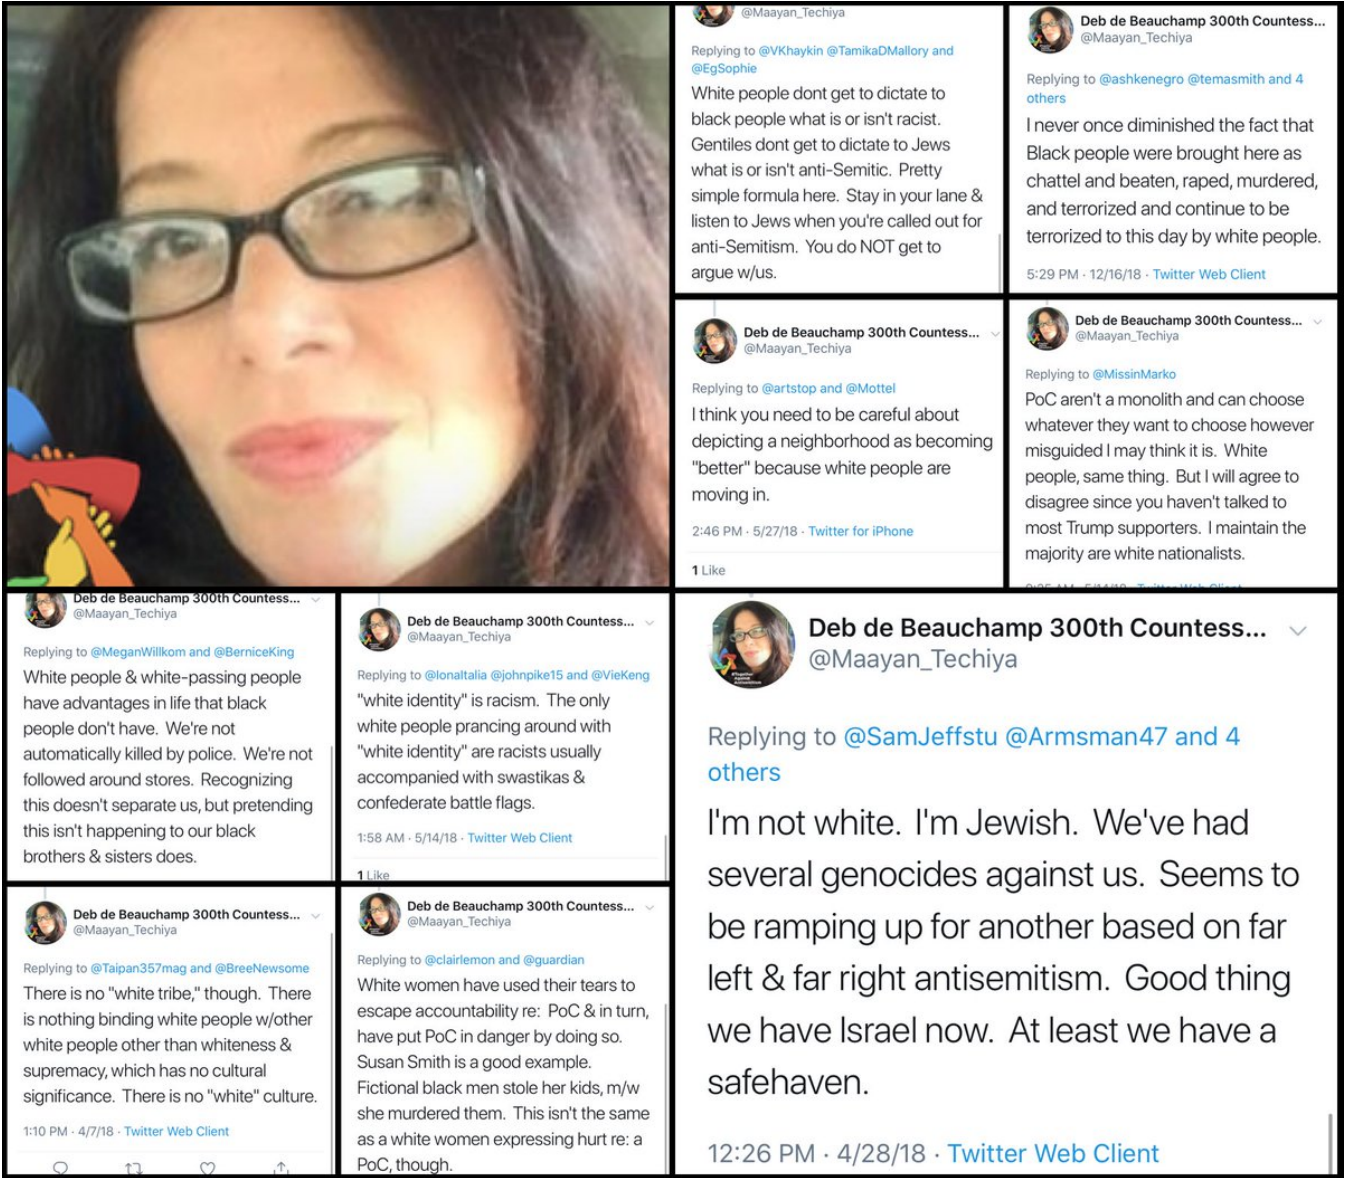 @Maayan_Techiya
Replying to @VKhaykin @TamikaDMallory and
@EgSophie
White people dont get to dictate to
black people what is or isn't racist.
Gentiles dont get to dictate to Jews
what is or isn't anti-Semitic. Pretty
simple formula here. Stay in your lane &
listen to Jews when you're called out for
anti-Semitism. You do NOT get to
argue w/us.
Deb de Beauchamp 300th Countess...
@Maayan_Techiya
Replying to @ashkenegro @temasmith and 4
others
I never once diminished the fact that
Black people were brought here as
chattel and beaten, raped, murdered,
and terrorized and continue to be
terrorized to this day by white people.
5:29 PM · 12/16/18 · Twitter Web Client
Deb de Beauchamp 300th Countess...
@Maayan_Techiya
Replying to @artstop and @Mottel
I think you need to be careful about
depicting a neighborhood as becoming
"better" because white people are
moving in.
2:46 PM · 5/27/18 · Twitter for iPhone
1 Like
Deb de Beauchamp 300th Countess...
@Maayan_Techiya
Replying to @MissinMarko
PoC aren't a monolith and can choose
whatever they want to choose however
misguided I may think it is. White
people, same thing. But I will agree to
disagree since you haven't talked to
most Trump supporters. I maintain the
majority are white nationalists.
Deb de Beauchamp 300th Countess...
@Maayan_Techiya
Replying to @MeganWillkom and @BerniceKing
White people & white-passing people
have advantages in life that black
people don't have. We're not
automatically killed by police. We're not
followed around stores. Recognizing
this doesn't separate us, but pretending
this isn't happening to our black
brothers & sisters does.
Deb de Beauchamp 300th Countess...
@Maayan_Techiya
Replying to @IonaItalia @johnpike15 and @VieKeng
"white identity" is racism. The only
white people prancing around with
"white identity" are racists usually
accompanied with swastikas &
confederate battle flags.
1:58 AM · 5/14/18 · Twitter Web Client
1 Like
Deb de Beauchamp 300th Countess...
@Maayan_Techiya
Replying to @SamJeffstu @Armsman47 and 4
others
I'm not white. I'm Jewish. We've had
several genocides against us. Seems to
be ramping up for another based on far
left & far right antisemitism. Good thing
we have Israel now. At least we have a
safehaven.
12:26 PM · 4/28/18 · Twitter Web Client
Deb de Beauchamp 300th Countess...
@Maayan_Techiya
Replying to @Taipan357mag and @BreeNewsome
There is no "white tribe," though. There
is nothing binding white people w/other
white people other than whiteness &
supremacy, which has no cultural
significance. There is no "white" culture.
1:10 PM · 4/7/18 · Twitter Web Client
Deb de Beauchamp 300th Countess...
@Maayan_Techiya
Replying to @clairlemon and @guardian
White women have used their tears to
escape accountability re: PoC & in turn,
have put PoC in danger by doing so.
Susan Smith is a good example.
Fictional black men stole her kids, m/w
she murdered them. This isn't the same
as a white women expressing hurt re: a
PoC, though.